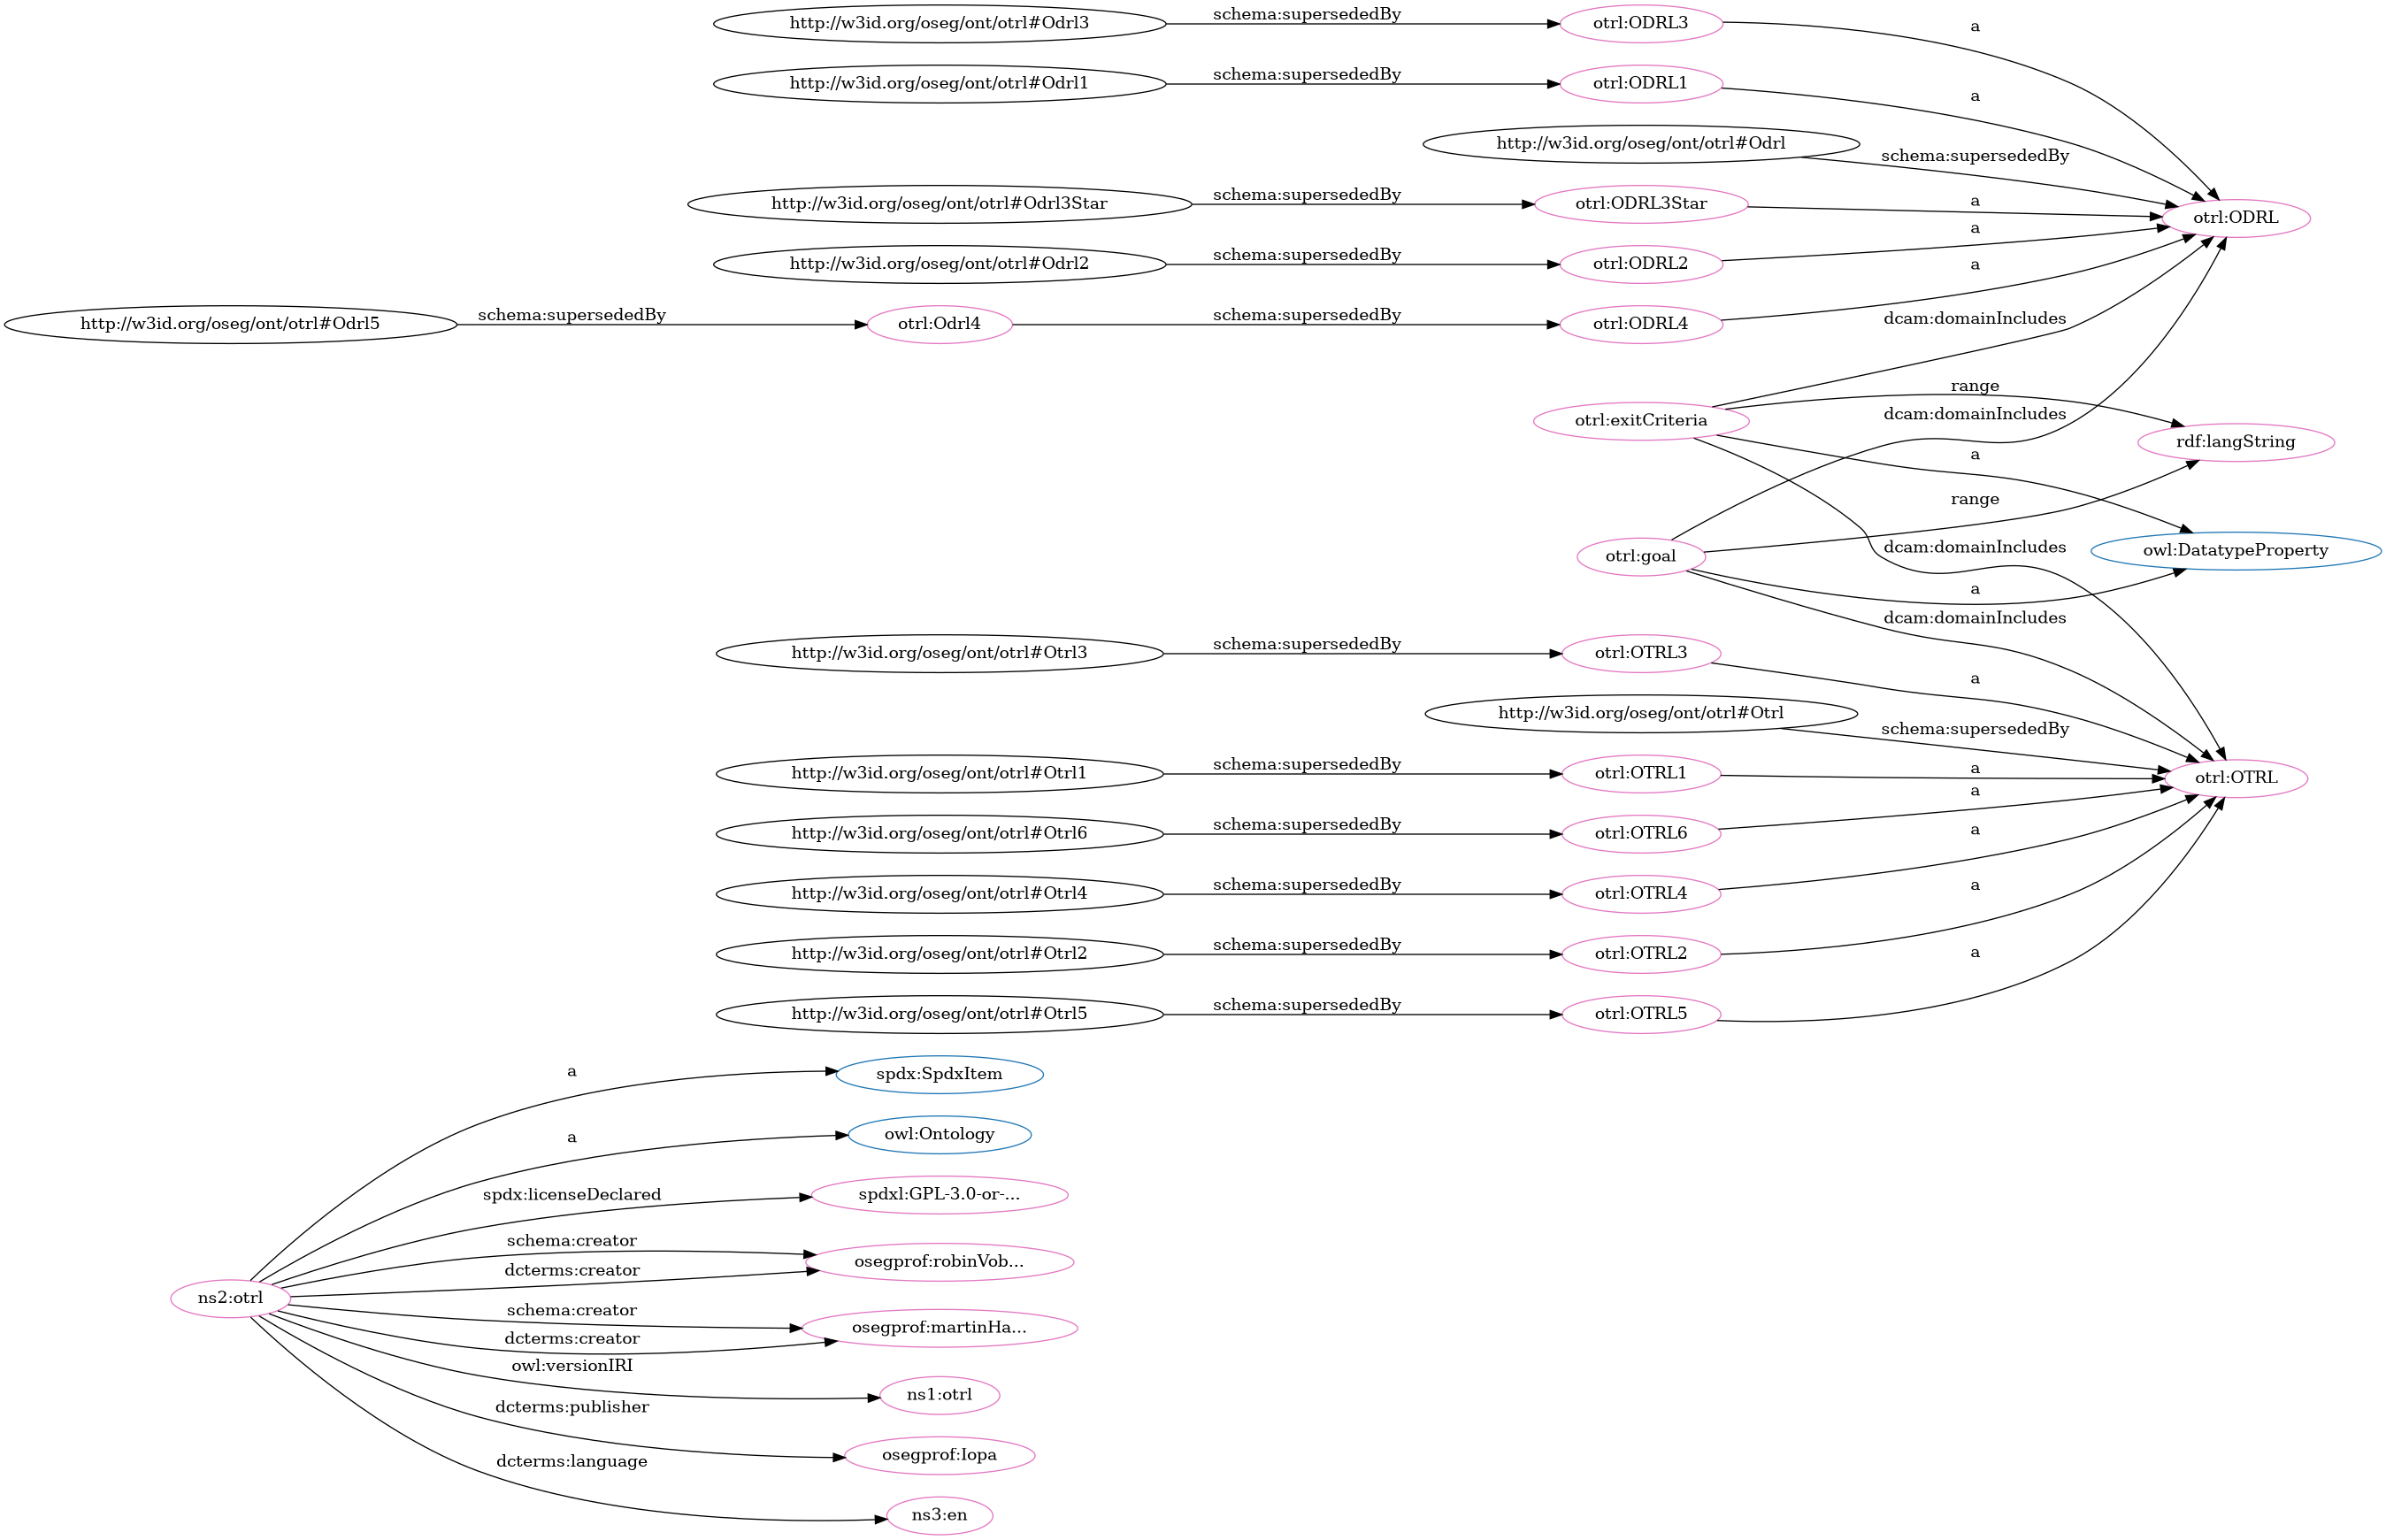 http://w3id.org/oseg/ont/otrl#Odrl3
schema:supersededBy
otrl:ODRL3
a
http://w3id.org/oseg/ont/otrl#Odrl1
schema:supersededBy
otrl:ODRL1
a
http://w3id.org/oseg/ont/otrl#Odrl
schema:supersededBy
http://w3id.org/oseg/ont/otrl#Odrl3Star
schema:supersededBy
otrl:ODRL3Star
a
otrl:ODRL
http://w3id.org/oseg/ont/otrl#Odrl2
schema:supersededBy
otrl:ODRL2
a
http://w3id.org/oseg/ont/otrl#Odrl5
schema:supersededBy
otrl:Odrl4
schema:supersededBy
otrl:ODRL4
a
dcam:domainIncludes
otrl:exitCriteria
range
dcam:domainIncludes
rdf:langString
a
range
otrl:goal
dcam:domainIncludes
owl:DatatypeProperty
a
dcam:domainIncludes
http://w3id.org/oseg/ont/otrl#Otrl3
schema:supersededBy
otrl:OTRL3
a
http://w3id.org/oseg/ont/otrl#Otrl
schema:supersededBy
http://w3id.org/oseg/ont/otrl#Otrl1
schema:supersededBy
otrl:OTRL1
a
otrl:OTRL
http://w3id.org/oseg/ont/otrl#Otrl6
schema:supersededBy
otrl:OTRL6
a
http://w3id.org/oseg/ont/otrl#Otrl4
schema:supersededBy
otrl:OTRL4
a
http://w3id.org/oseg/ont/otrl#Otrl2
schema:supersededBy
otrl:OTRL2
a
http://w3id.org/oseg/ont/otrl#Otrl5
schema:supersededBy
otrl:OTRL5
a
a
spdx:SpdxItem
a
owl:Ontology
spdx:licenseDeclared
spdxl:GPL-3.0-or-...
schema:creator
osegprof:robinVob...
dcterms:creator
ns2:otrl
schema:creator
osegprof:martinHa...
dcterms:creator
owl:versionIRI
ns1:otrl
dcterms:publisher
osegprof:Iopa
dcterms:language
ns3:en